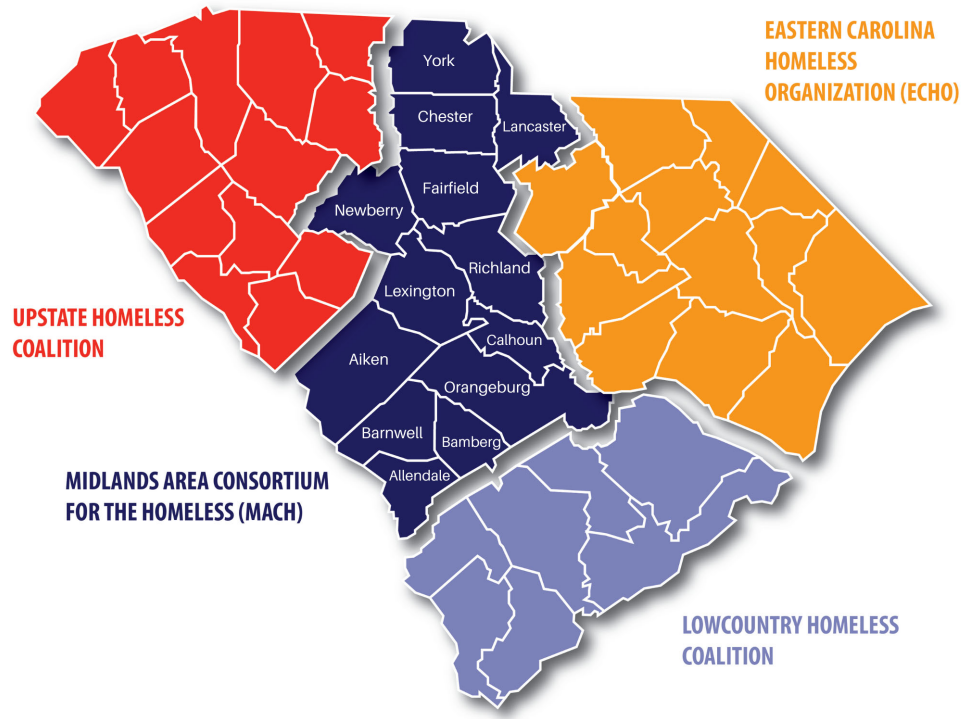 EASTERN CAROLINA
HOMELESS
ORGANIZATION (ECHO)
York
Chester
Lancaster
Fairfield
Newberry
Richland
Lexington
Calhoun
Aiken
Orangeburg
Barnwell
Bamberg
Allendale
UPSTATE HOMELESS
COALITION
MIDLANDS AREA CONSORTIUM
FOR THE HOMELESS (MACH)
LOWCOUNTRY HOMELESS
COALITION